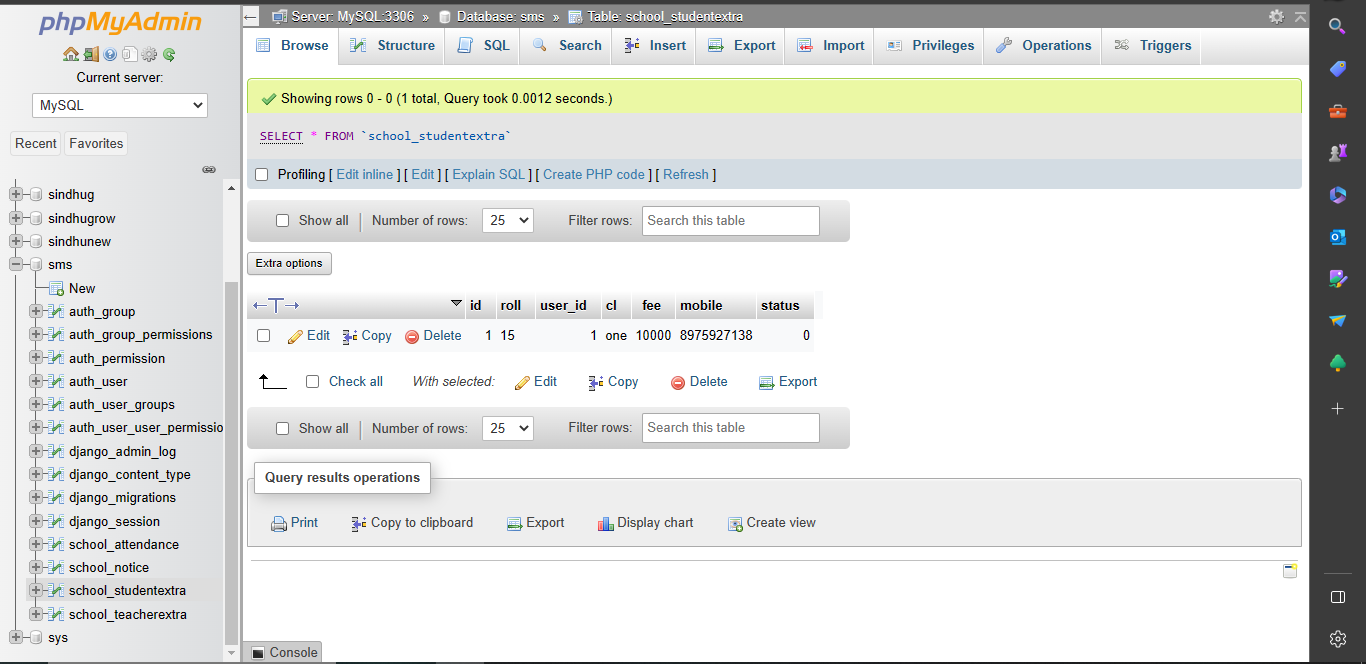 phpMyAdmin
Current server:
MySQL
Recent Favorites
sindhug
sindhugrow
sindhunew
sms
New
auth_group
auth_group_permissions
auth_permission
auth_user
auth_user_groups
auth_user_user_permissio
django_admin_log
django_content_type
django_migrations
django_session
school_attendance
school_notice
school_studentextra
school_teacherextra
sys
Server: MySQL:3306 » Database: sms » Table: school_studentextra
Browse Structure SQL Search Insert Export Import Privileges Operations Triggers
Showing rows 0 - 0 (1 total, Query took 0.0012 seconds.)
SELECT * FROM `school_studentextra`
Profiling [ Edit inline ] [ Edit ] [ Explain SQL ] [ Create PHP code ] [ Refresh ]
Show all | Number of rows: 25 Filter rows: Search this table
Extra options
←T→ id roll user_id cl fee mobile status
Edit Copy Delete 1 15 1 one 10000 8975927138 0
Check all With selected: Edit Copy Delete Export
Show all | Number of rows: 25 Filter rows: Search this table
Query results operations
Print Copy to clipboard Export Display chart Create view
Console